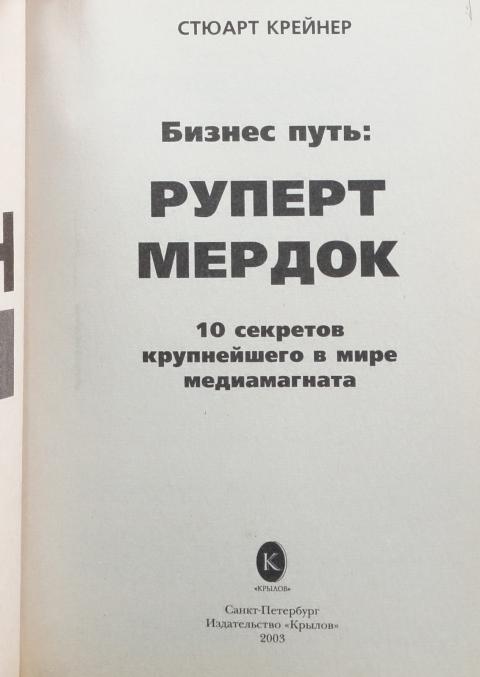 СТЮАРТ КРЕЙНЕР
Бизнес путь:
РУПЕРТ
МЕРДОК
10 секретов
крупнейшего в мире
медиамагната
К
«КРЫЛОВ»
Санкт-Петербург
Издательство «Крылов»
2003